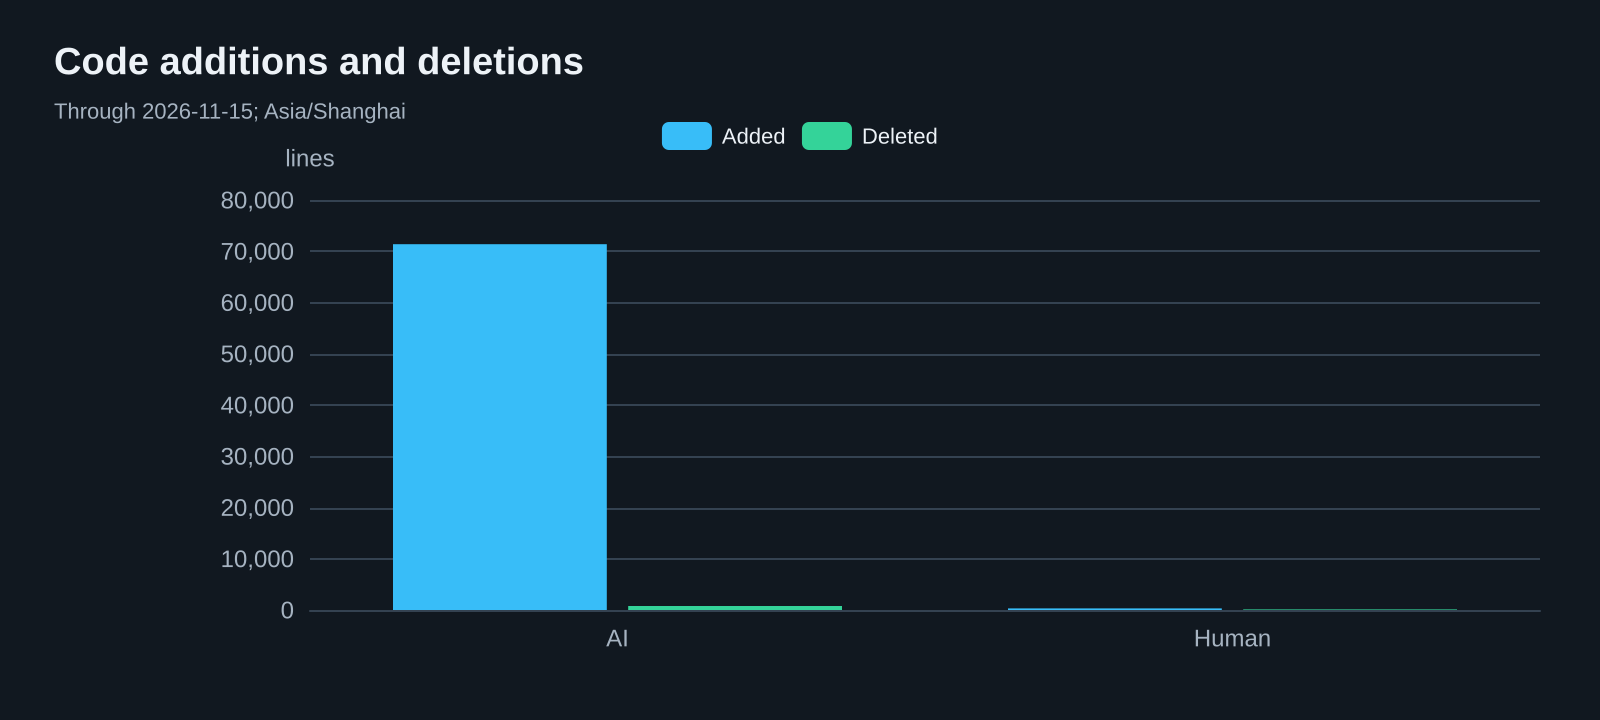 Code additions and deletions
Through 2026-11-15; Asia/Shanghai
Added
Deleted
lines
80,000
70,000
60,000
50,000
40,000
30,000
20,000
10,000
0
AI
Human